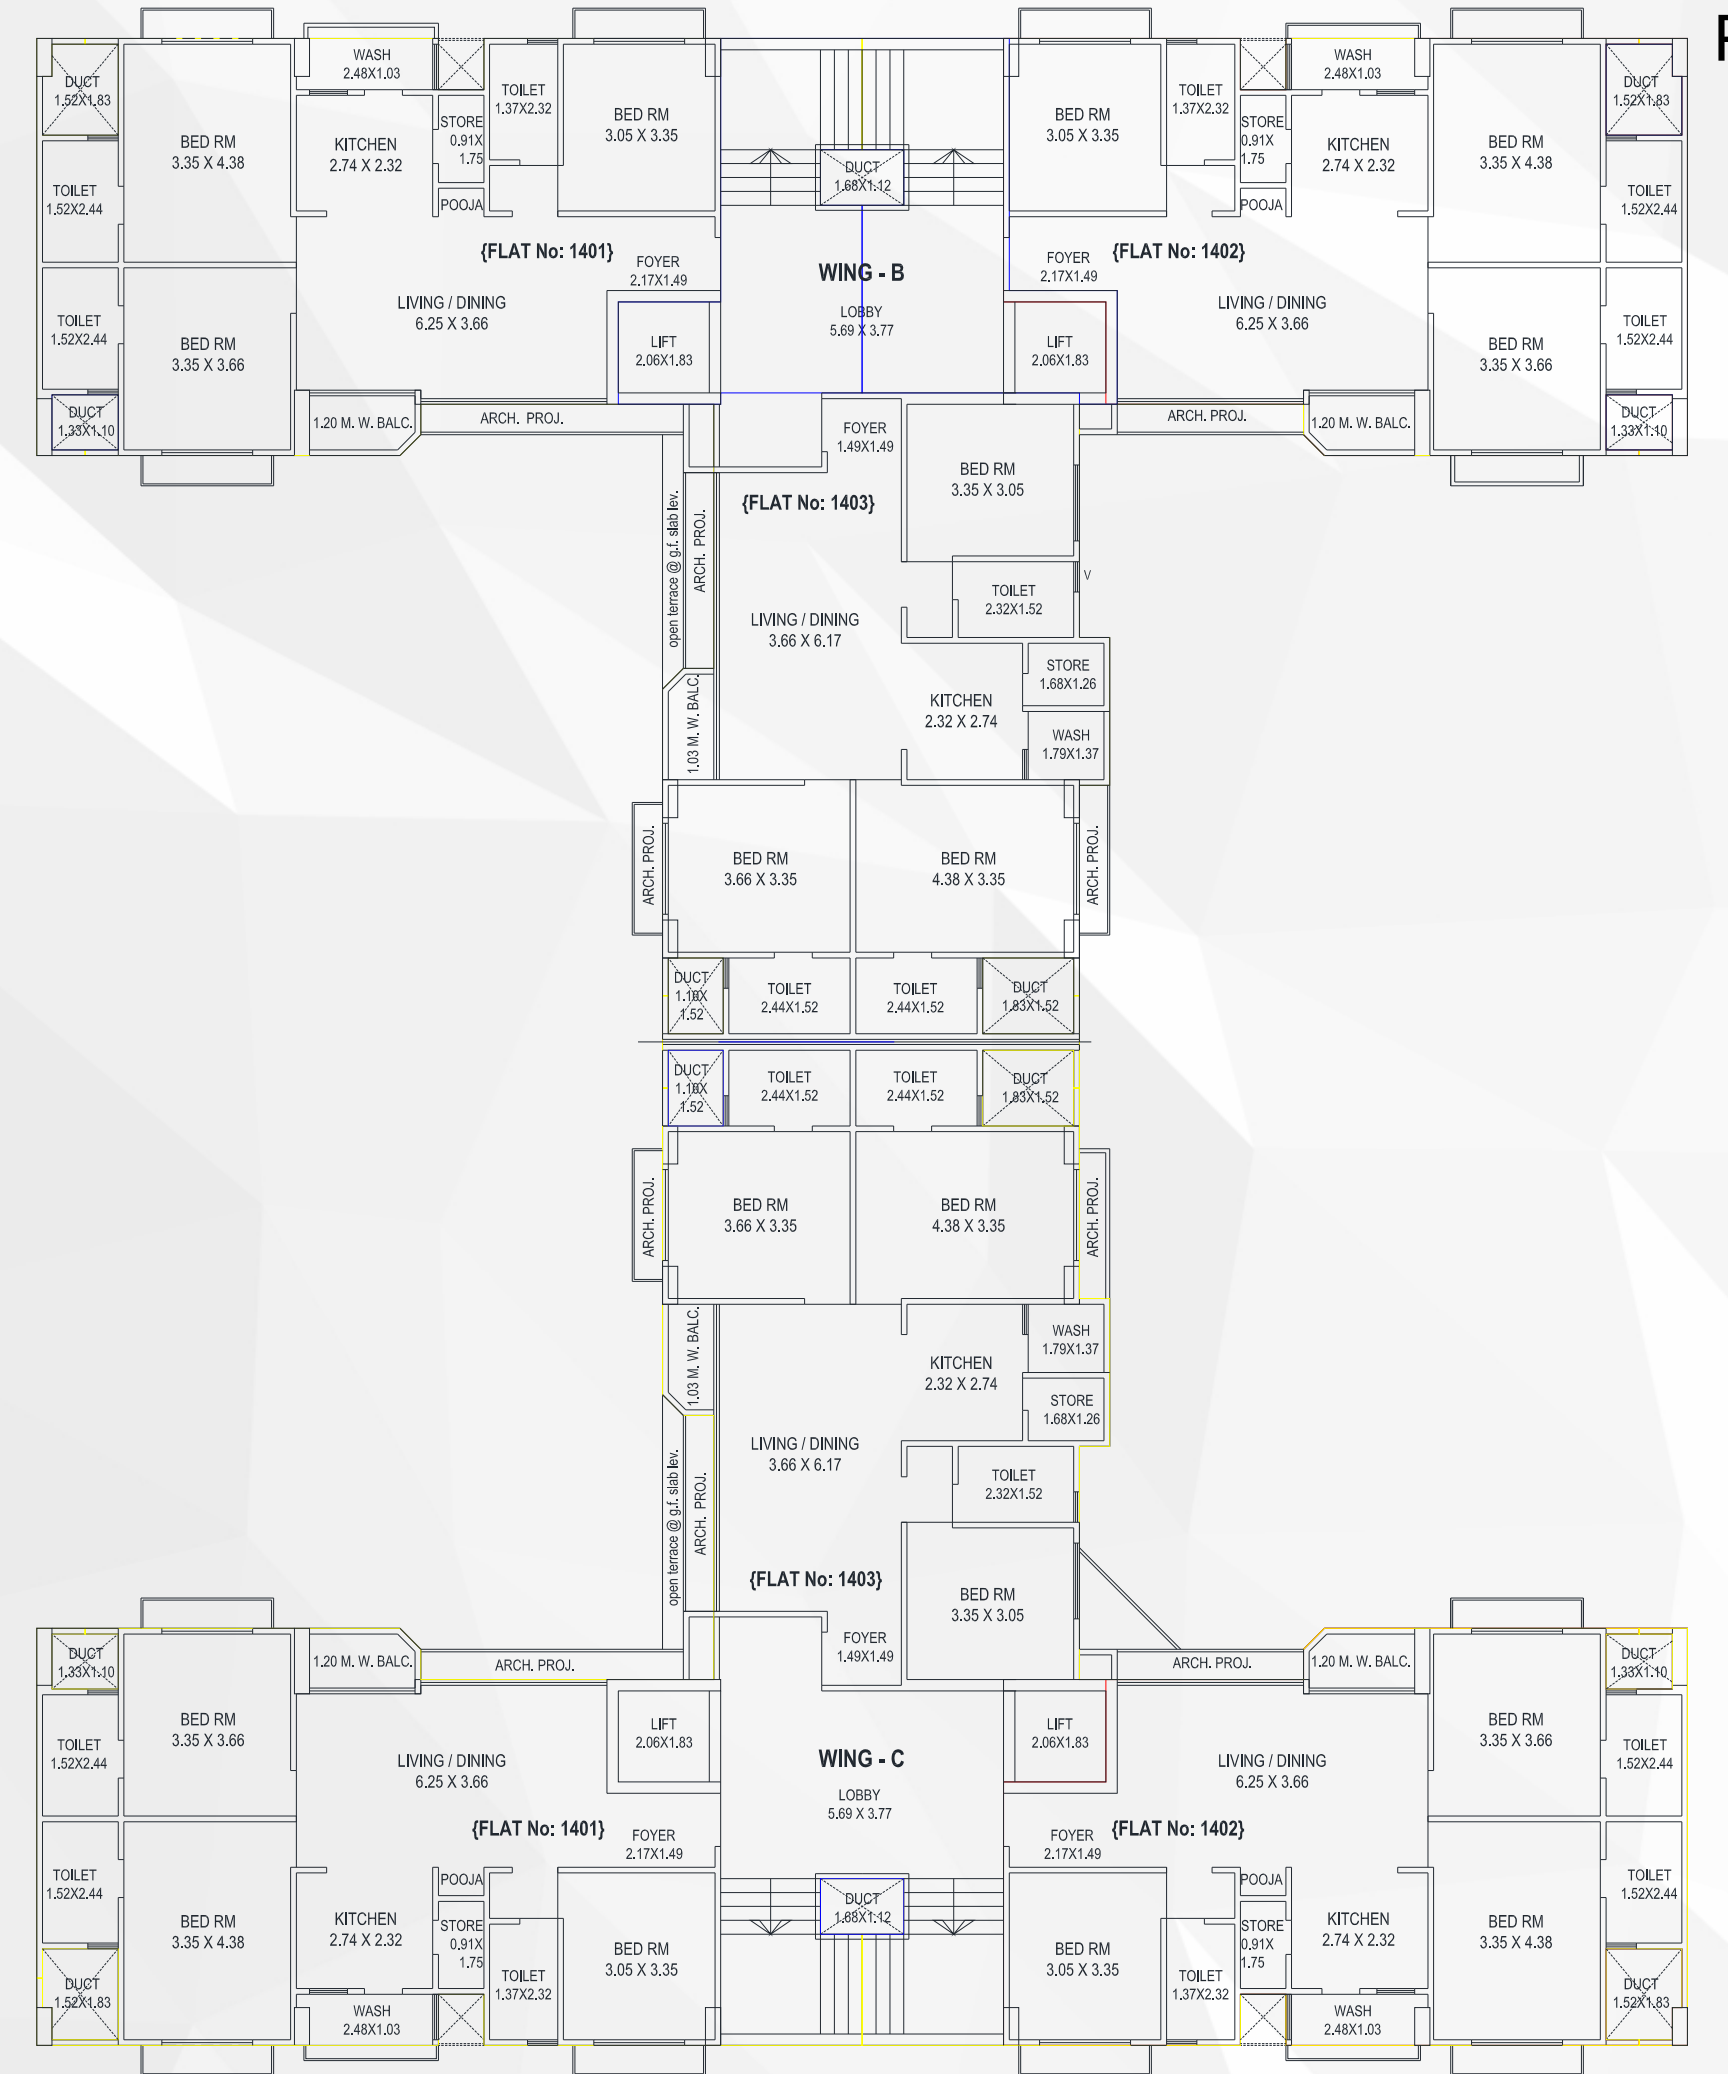 P
DUCT
1.52X1.83
BED RM
3.35 X 4.38
WASH
2.48X1.03
KITCHEN
2.74 X 2.32
STORE
0.91X
1.75
POOJA
TOILET
1.37X2.32
BED RM
3.05 X 3.35
DUCT
1.68X1.12
BED RM
3.05 X 3.35
TOILET
1.37X2.32
STORE
0.91X
1.75
POOJA
WASH
2.48X1.03
KITCHEN
2.74 X 2.32
BED RM
3.35 X 4.38
DUCT
1.52X1.83
TOILET
1.52X2.44
TOILET
1.52X2.44
{FLAT No: 1401}
FOYER
2.17X1.49
WING - B
LOBBY
5.69 X 3.77
FOYER
2.17X1.49
{FLAT No: 1402}
TOILET
1.52X2.44
BED RM
3.35 X 3.66
LIVING / DINING
6.25 X 3.66
LIFT
2.06X1.83
LIFT
2.06X1.83
LIVING / DINING
6.25 X 3.66
BED RM
3.35 X 3.66
TOILET
1.52X2.44
DUCT
1.33X1.10
1.20 M. W. BALC.
ARCH. PROJ.
ARCH. PROJ.
1.20 M. W. BALC.
DUCT
1.33X1.10
FOYER
1.49X1.49
BED RM
3.35 X 3.05
{FLAT No: 1403}
open terrace @ g.f. slab lev.
ARCH. PROJ.
V
TOILET
2.32X1.52
LIVING / DINING
3.66 X 6.17
STORE
1.68X1.26
KITCHEN
2.32 X 2.74
1.03 M. W. BALC.
WASH
1.79X1.37
ARCH. PROJ.
BED RM
3.66 X 3.35
BED RM
4.38 X 3.35
ARCH. PROJ.
DUCT
1.10X
1.52
TOILET
2.44X1.52
TOILET
2.44X1.52
DUCT
1.83X1.52
DUCT
1.10X
1.52
TOILET
2.44X1.52
TOILET
2.44X1.52
DUCT
1.83X1.52
ARCH. PROJ.
BED RM
3.66 X 3.35
BED RM
4.38 X 3.35
ARCH. PROJ.
1.03 M. W. BALC.
WASH
1.79X1.37
KITCHEN
2.32 X 2.74
STORE
1.68X1.26
LIVING / DINING
3.66 X 6.17
TOILET
2.32X1.52
open terrace @ g.f. slab lev.
ARCH. PROJ.
{FLAT No: 1403}
BED RM
3.35 X 3.05
FOYER
1.49X1.49
DUCT
1.33X1.10
1.20 M. W. BALC.
ARCH. PROJ.
ARCH. PROJ.
1.20 M. W. BALC.
DUCT
1.33X1.10
TOILET
1.52X2.44
BED RM
3.35 X 3.66
LIVING / DINING
6.25 X 3.66
LIFT
2.06X1.83
WING - C
LOBBY
5.69 X 3.77
LIFT
2.06X1.83
LIVING / DINING
6.25 X 3.66
BED RM
3.35 X 3.66
TOILET
1.52X2.44
{FLAT No: 1401}
FOYER
2.17X1.49
FOYER
2.17X1.49
{FLAT No: 1402}
TOILET
1.52X2.44
BED RM
3.35 X 4.38
KITCHEN
2.74 X 2.32
POOJA
STORE
0.91X
1.75
TOILET
1.37X2.32
BED RM
3.05 X 3.35
DUCT
1.68X1.12
BED RM
3.05 X 3.35
TOILET
1.37X2.32
POOJA
STORE
0.91X
1.75
KITCHEN
2.74 X 2.32
BED RM
3.35 X 4.38
TOILET
1.52X2.44
DUCT
1.52X1.83
WASH
2.48X1.03
WASH
2.48X1.03
DUCT
1.52X1.83